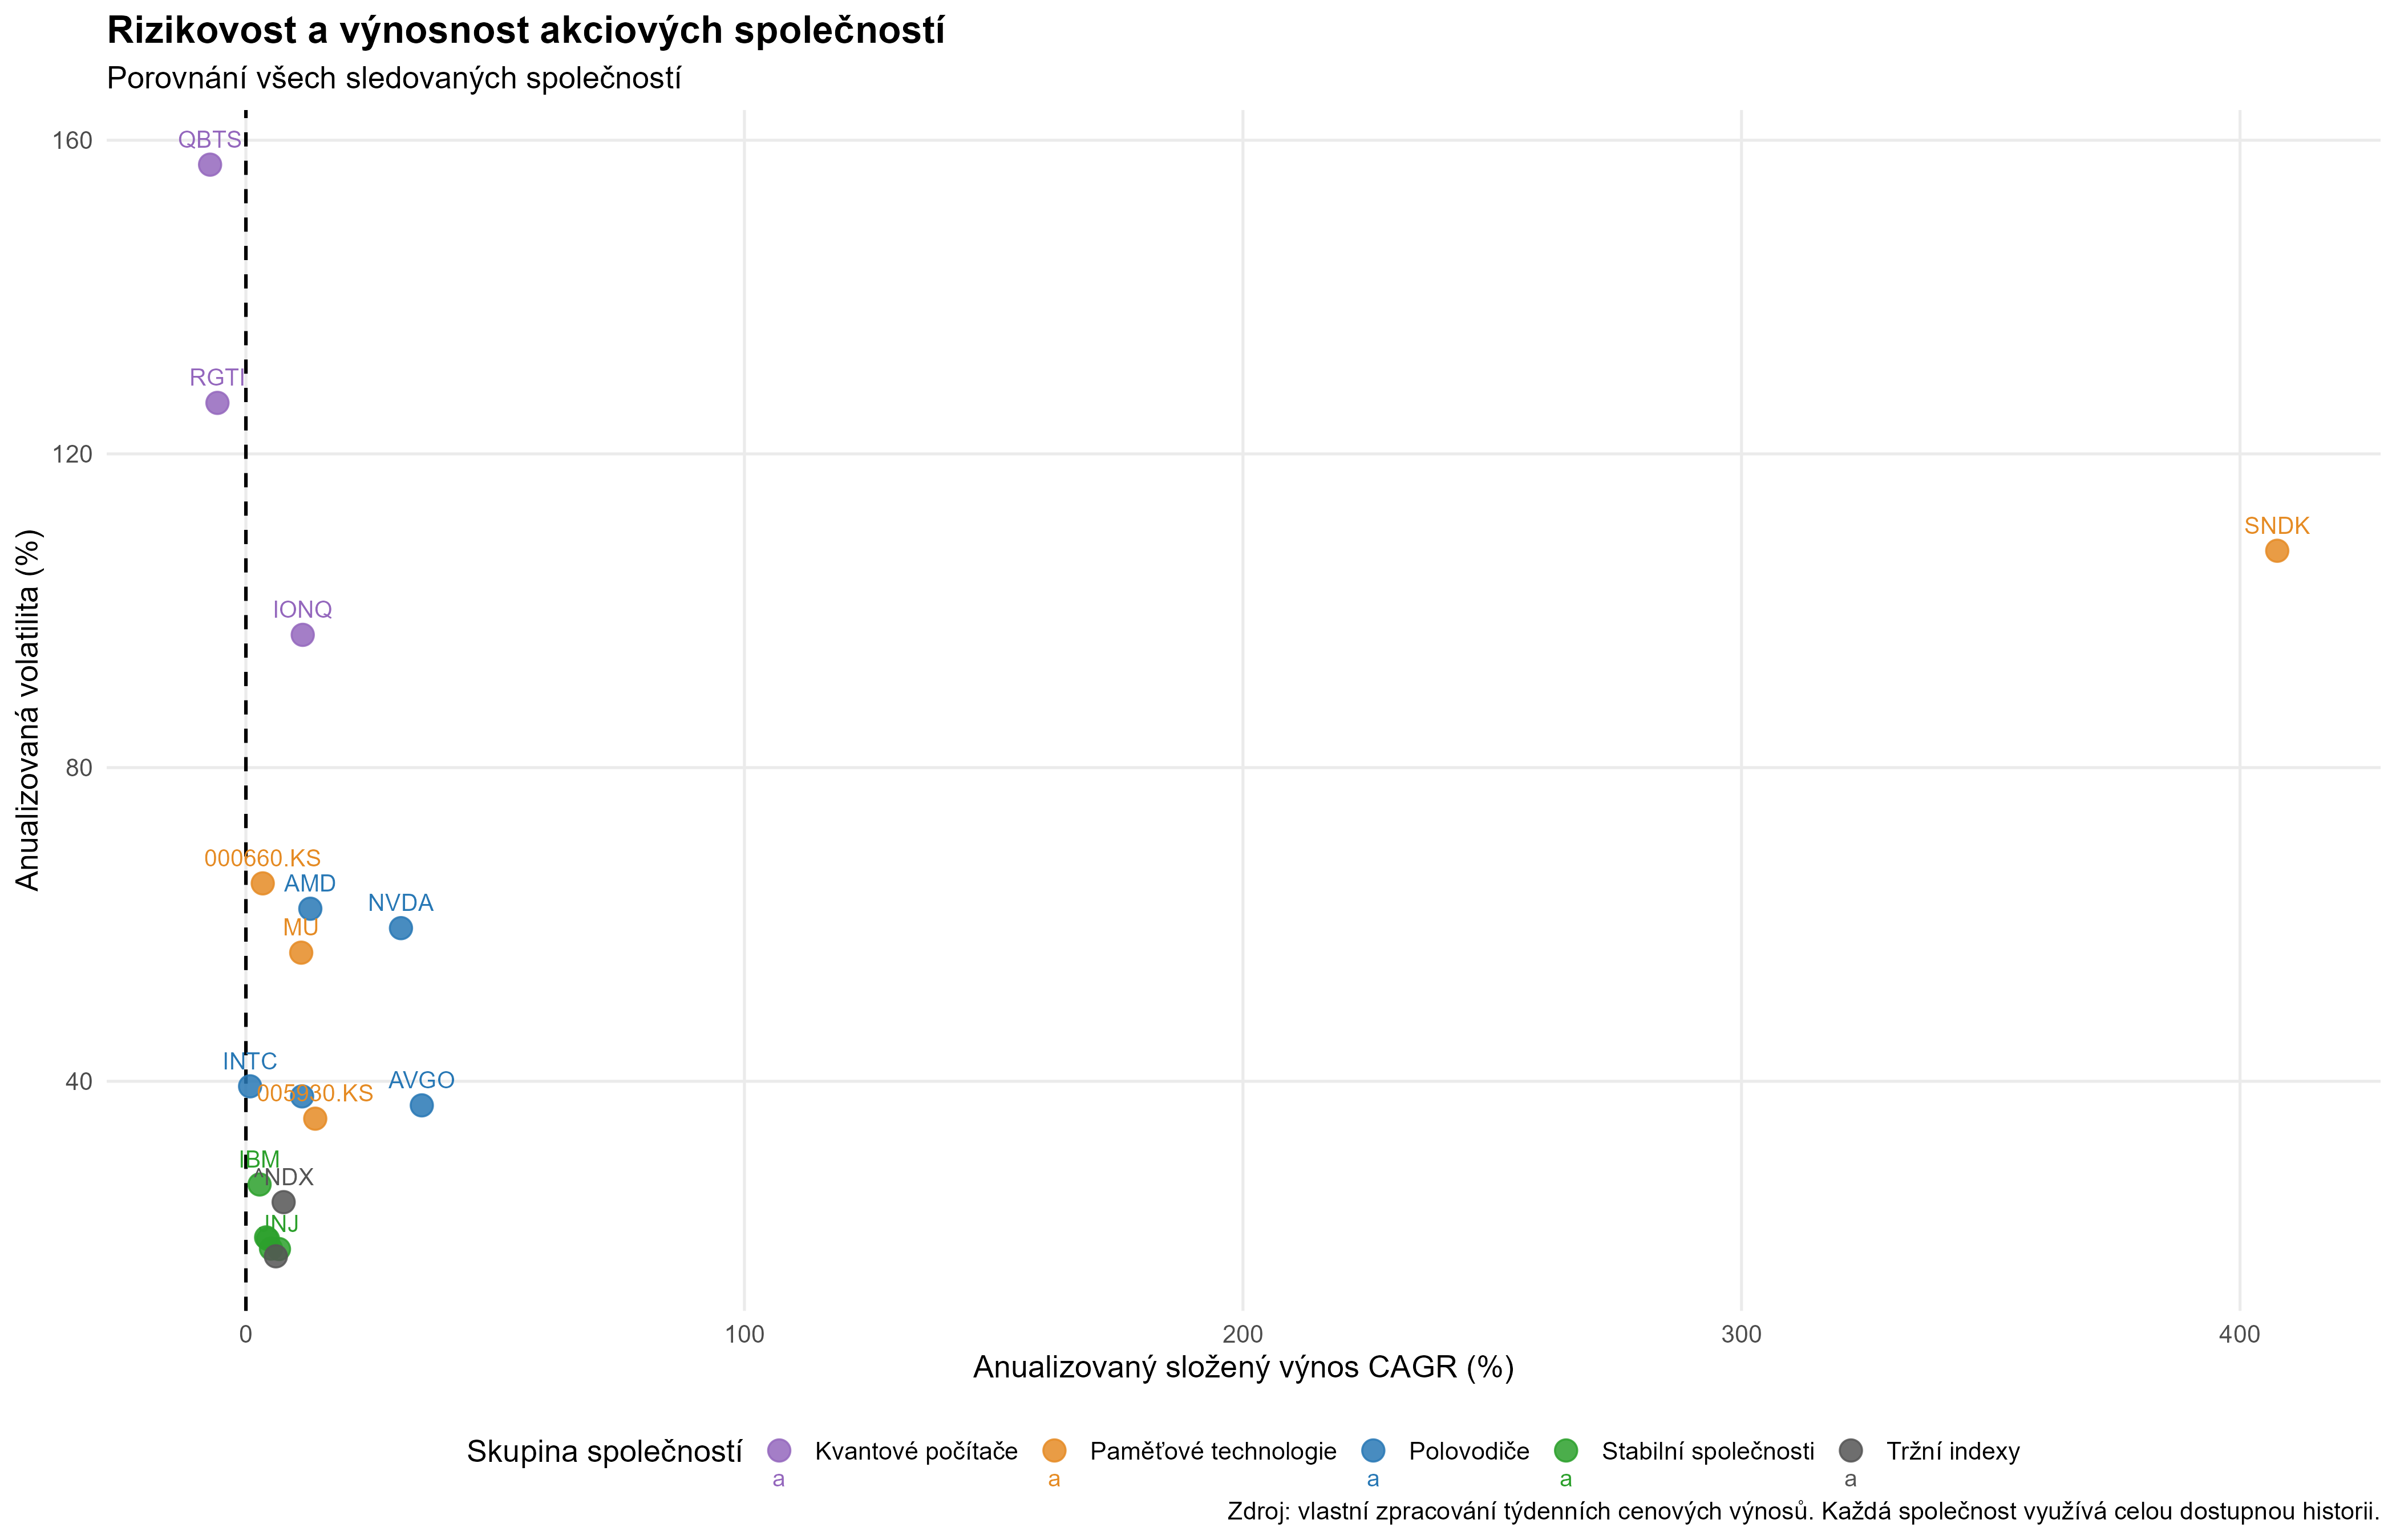 Rizikovost a výnosnost akciových společností
Porovnání všech sledovaných společností
Anualizovaná volatilita (%)
160
120
80
40
QBTS
RGTI
SNDK
IONQ
000660.KS
AMD
NVDA
MU
INTC
AVGO
005930.KS
IBM
^NDX
JNJ
0
100
200
300
400
Anualizovaný složený výnos CAGR (%)
Skupina společností
Kvantové počítače
Paměťové technologie
Polovodiče
Stabilní společnosti
Tržní indexy
a a a a a
Zdroj: vlastní zpracování týdenních cenových výnosů. Každá společnost využívá celou dostupnou historii.